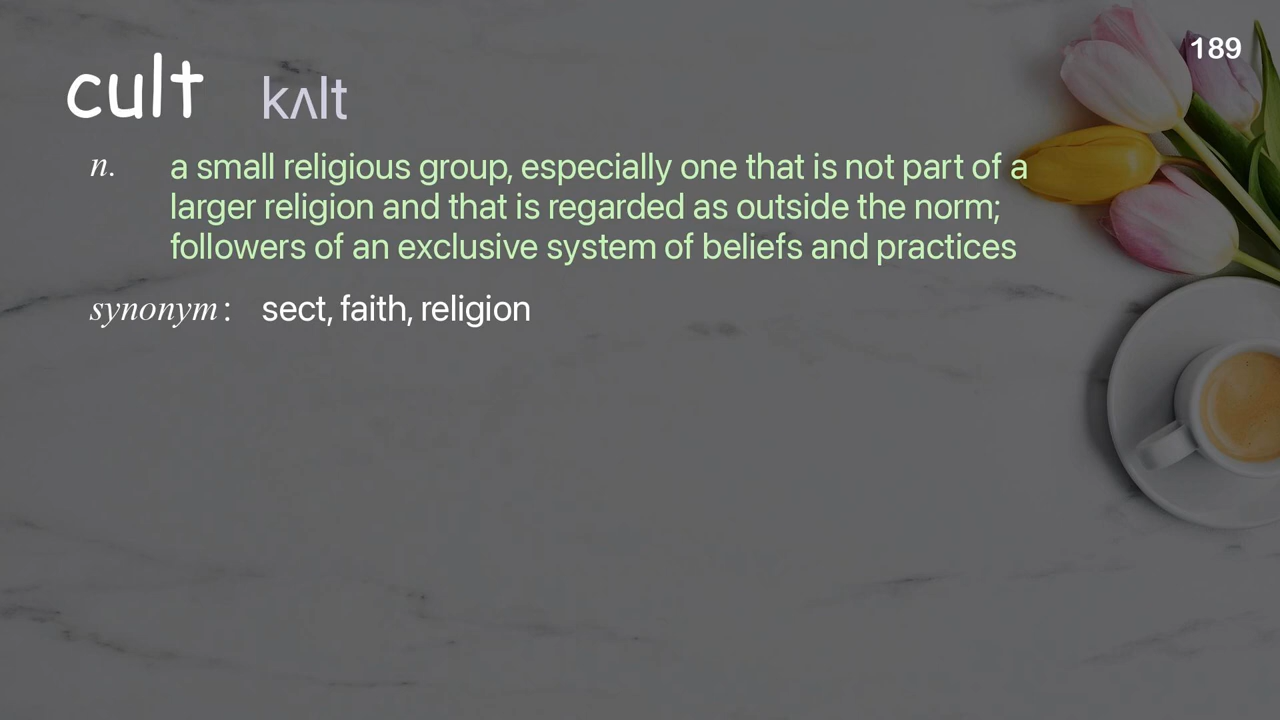 189
cult kʌlt
n. a small religious group, especially one that is not part of a
larger religion and that is regarded as outside the norm;
followers of an exclusive system of beliefs and practices
synonym: sect, faith, religion